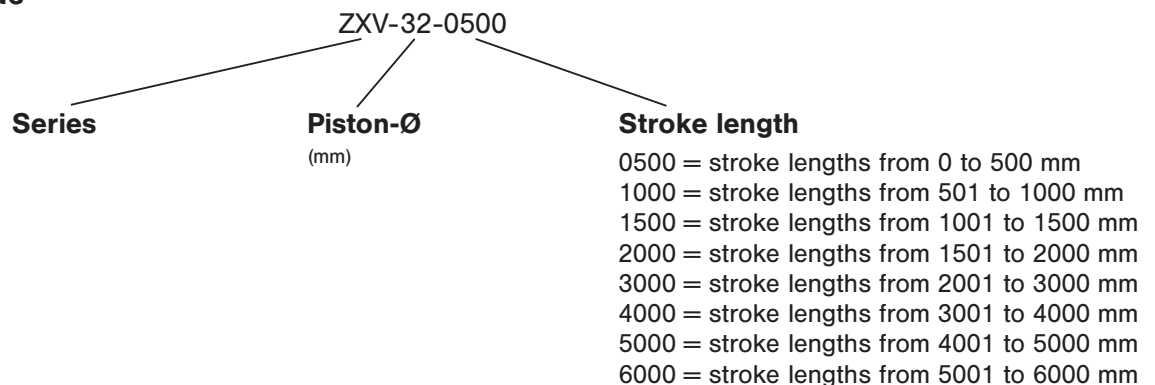 ZXV-32-0500
Series
Piston-Ø
(mm)
Stroke length
0500 = stroke lengths from 0 to 500 mm
1000 = stroke lengths from 501 to 1000 mm
1500 = stroke lengths from 1001 to 1500 mm
2000 = stroke lengths from 1501 to 2000 mm
3000 = stroke lengths from 2001 to 3000 mm
4000 = stroke lengths from 3001 to 4000 mm
5000 = stroke lengths from 4001 to 5000 mm
6000 = stroke lengths from 5001 to 6000 mm